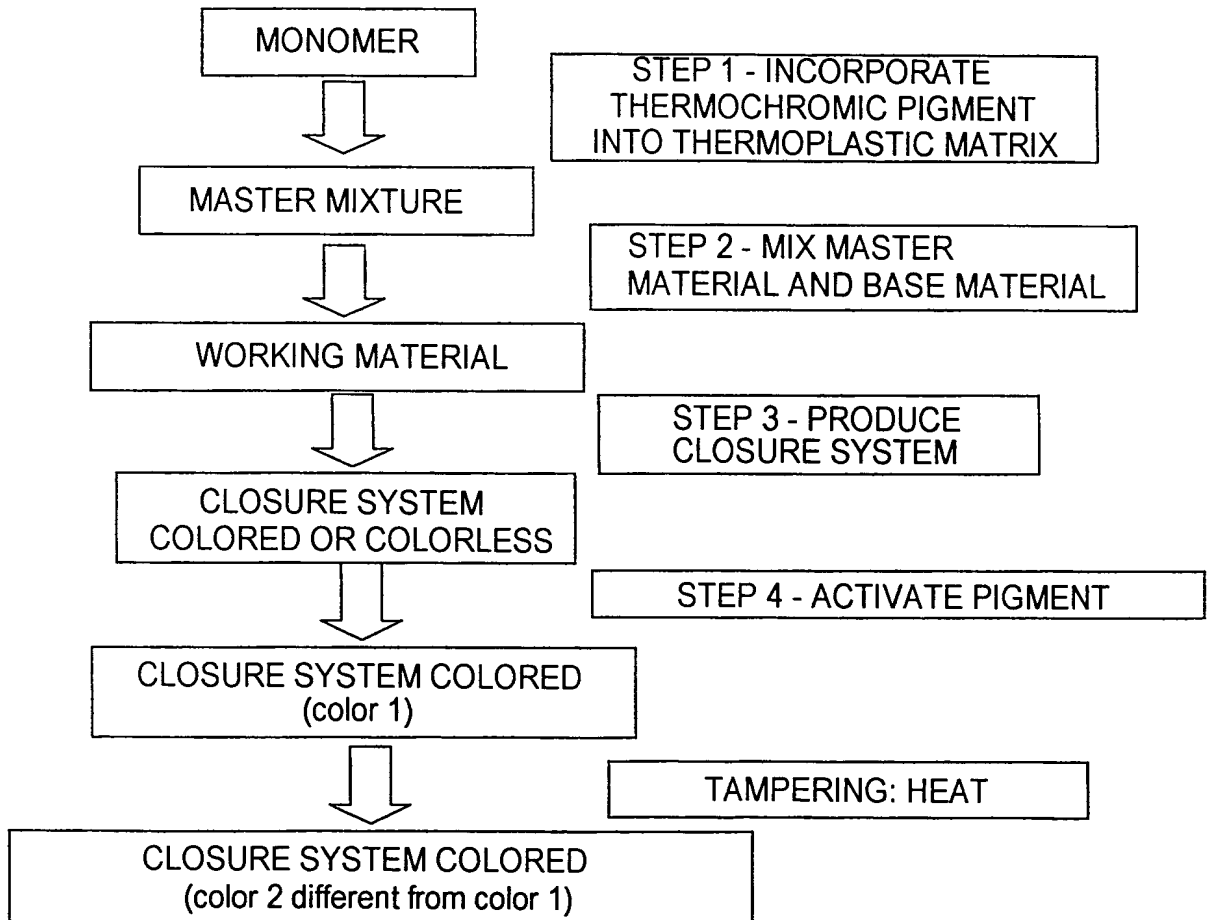 MONOMER
STEP 1 - INCORPORATE
THERMOCHROMIC PIGMENT
INTO THERMOPLASTIC MATRIX
MASTER MIXTURE
STEP 2 - MIX MASTER
MATERIAL AND BASE MATERIAL
WORKING MATERIAL
STEP 3 - PRODUCE
CLOSURE SYSTEM
CLOSURE SYSTEM
COLORED OR COLORLESS
STEP 4 - ACTIVATE PIGMENT
CLOSURE SYSTEM COLORED
(color 1)
TAMPERING: HEAT
CLOSURE SYSTEM COLORED
(color 2 different from color 1)